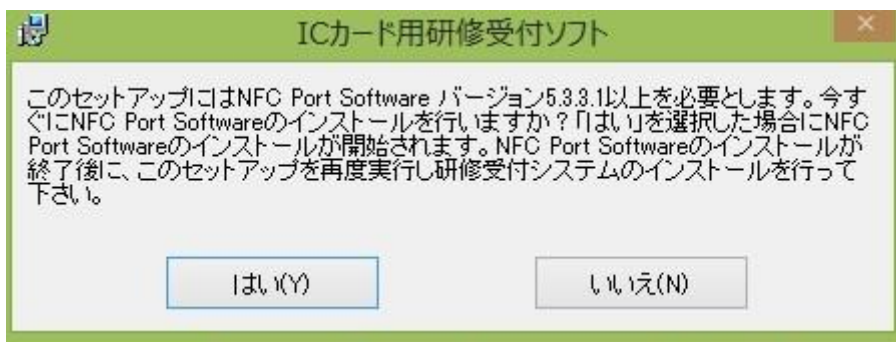 ICカード用研修受付ソフト
このセットアップにはNFC Port Software バージョン5.3.3.1以上を必要とします。今す
ぐにNFC Port Softwareのインストールを行いますか？「はい」を選択した場合にNFC
Port Softwareのインストールが開始されます。NFC Port Softwareのインストールが
終了後に、このセットアップを再度実行し研修受付システムのインストールを行って
下さい。
はい(Y)
いいえ(N)